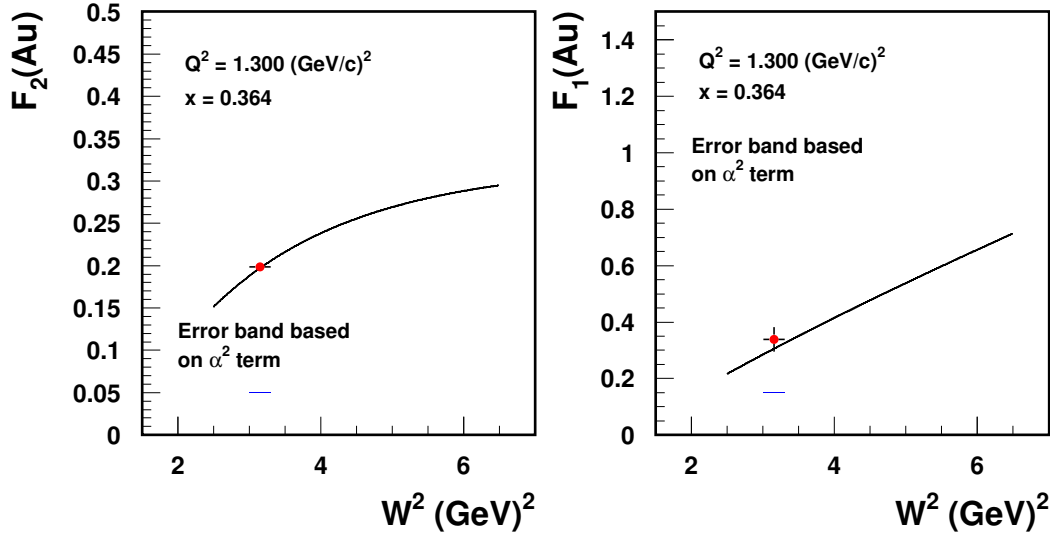 F₂(Au)
0.5
0.45
0.4
0.35
0.3
0.25
0.2
0.15
0.1
0.05
0
Q² = 1.300 (GeV/c)²
x = 0.364
Error band based
on α² term
2 4 6
W² (GeV)²
F₁(Au)
1.4
1.2
1
0.8
0.6
0.4
0.2
0
Q² = 1.300 (GeV/c)²
x = 0.364
Error band based
on α² term
2 4 6
W² (GeV)²